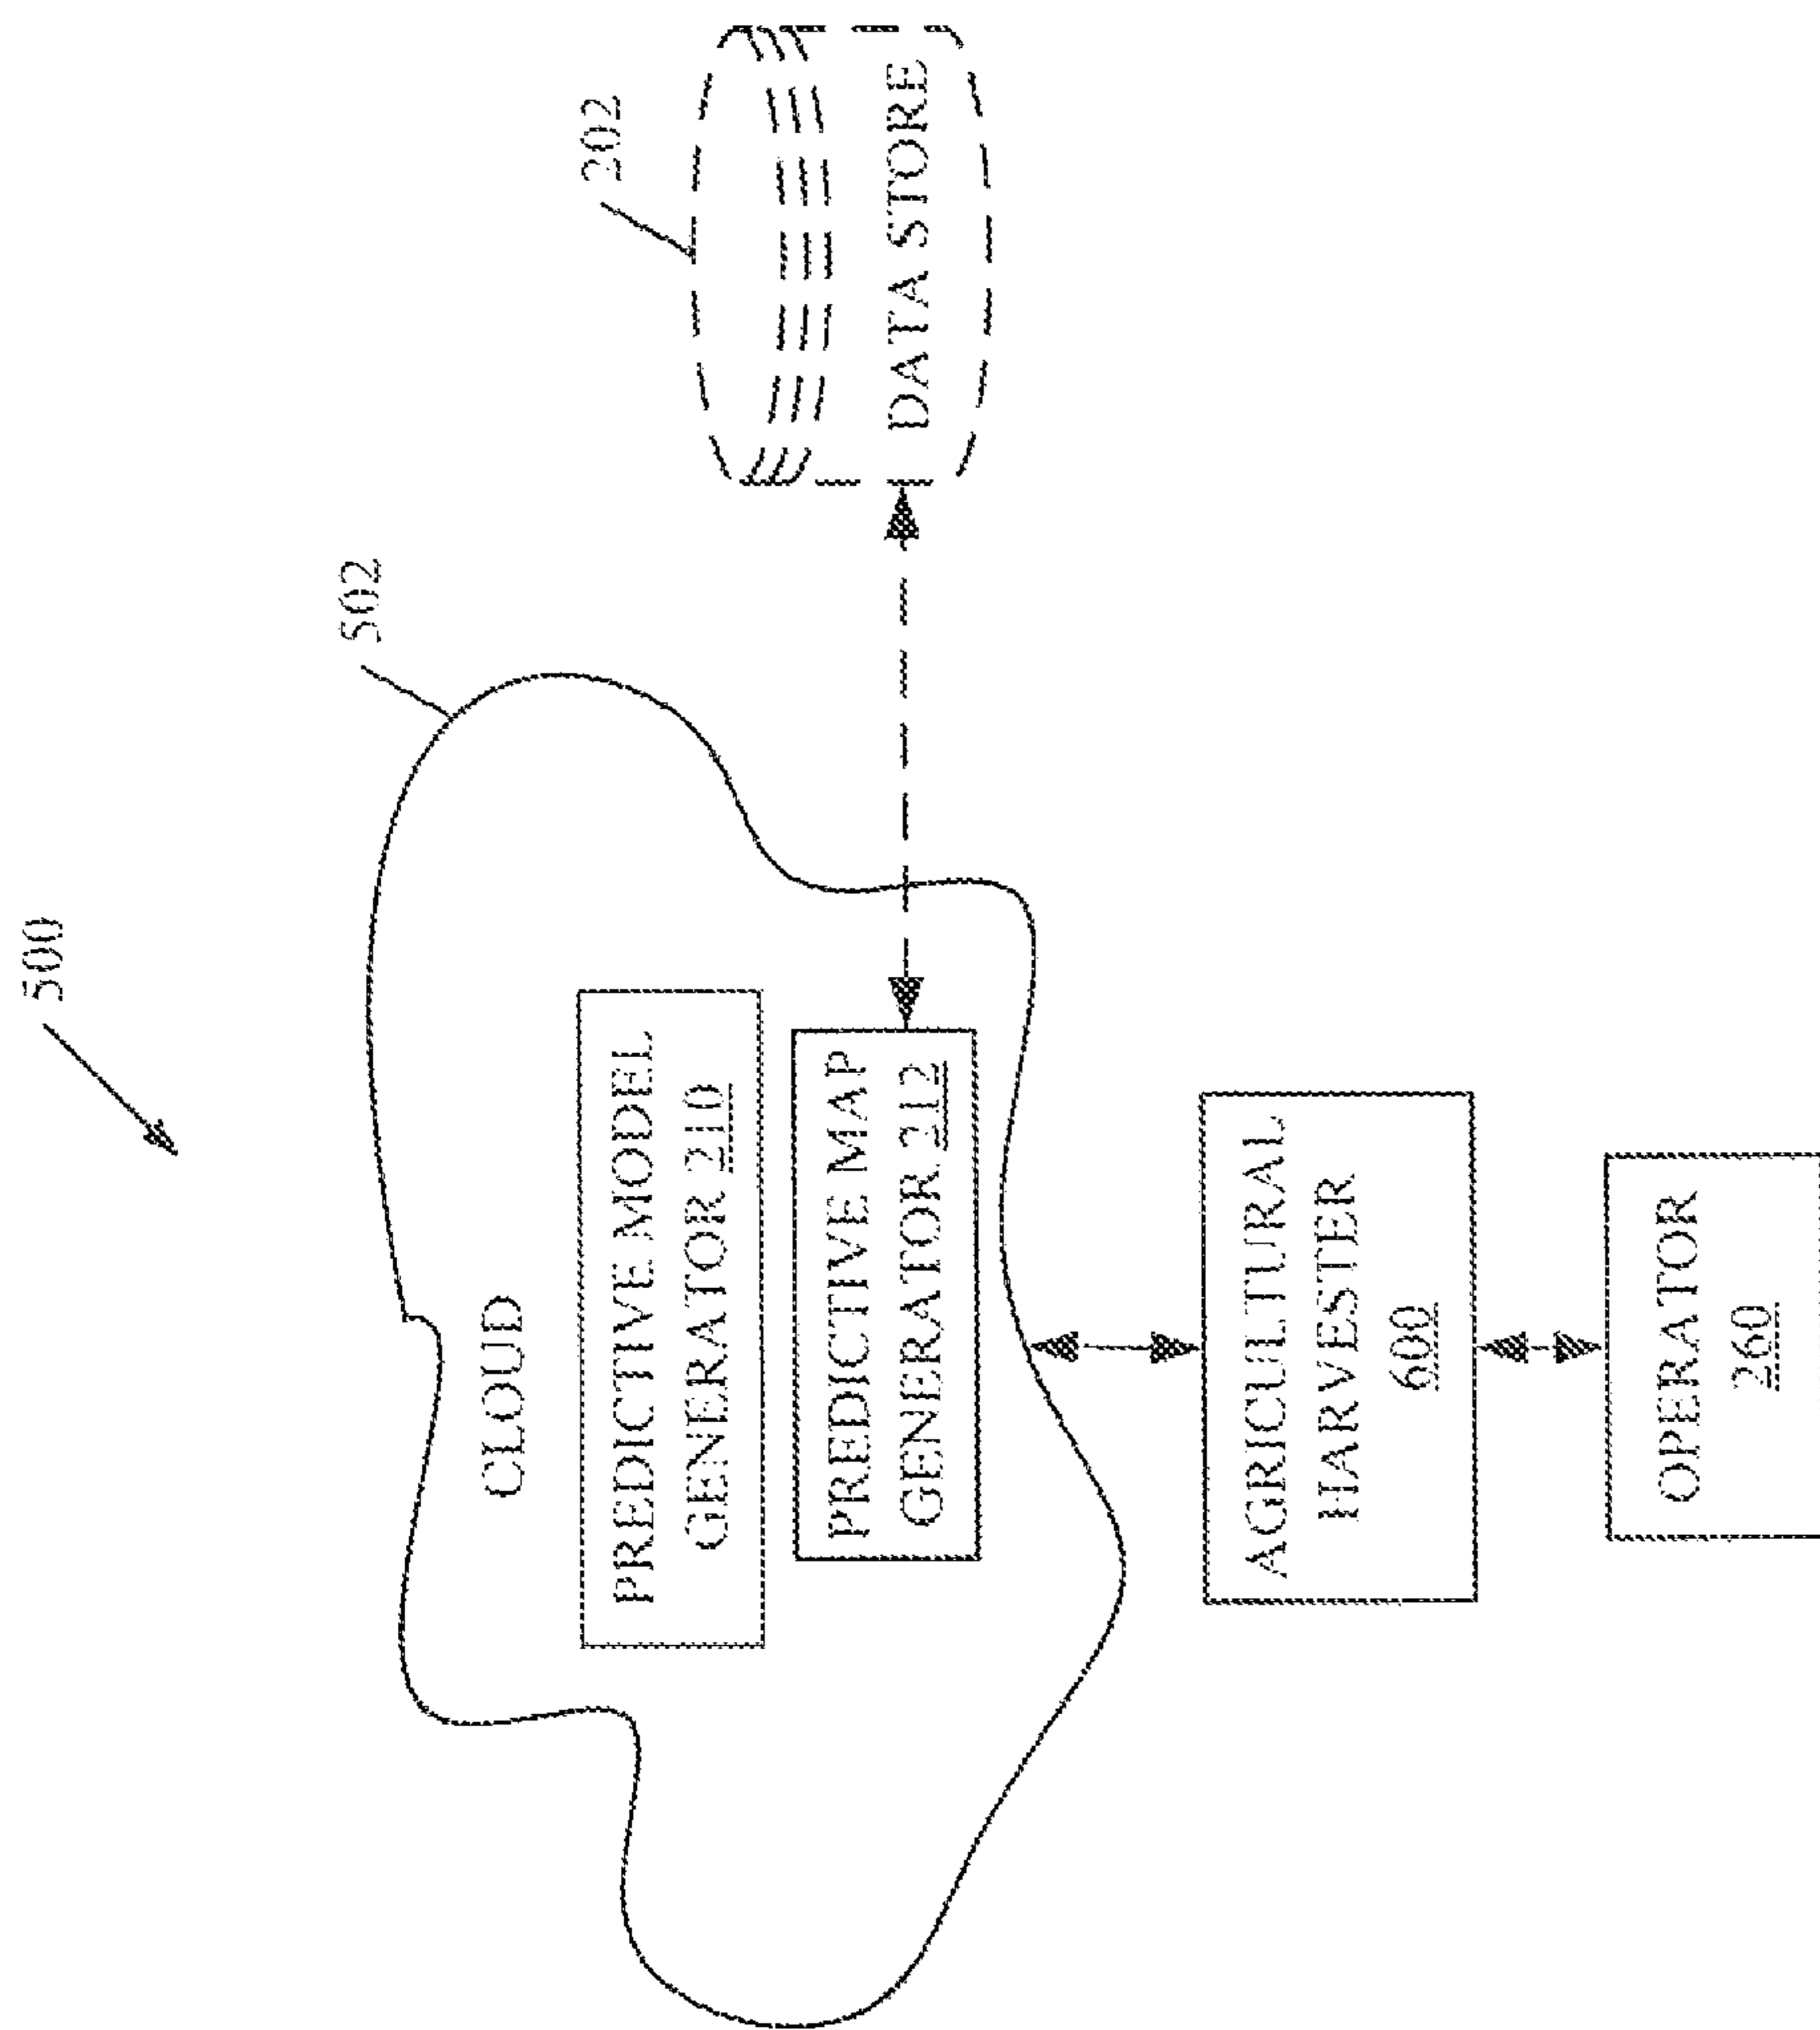 500
502
202
CLOUD
PREDICTIVE MODEL
GENERATOR 210
PREDICTIVE MAP
GENERATOR 212
DATA STORE
AGRICULTURAL
HARVESTER
600
OPERATOR
260